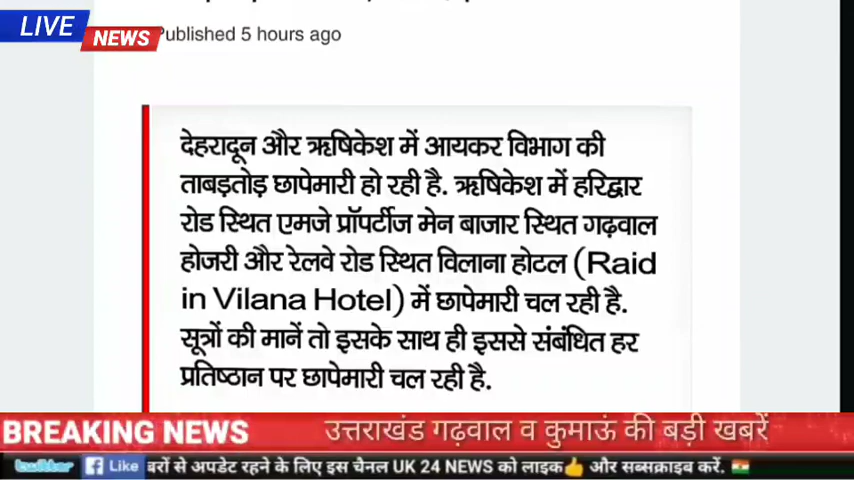 LIVE
NEWS
Published 5 hours ago
देहरादून और ऋषिकेश में आयकर विभाग की
ताबड़तोड़ छापेमारी हो रही है. ऋषिकेश में हरिद्वार
रोड स्थित एमजे प्रॉपर्टीज मेन बाजार स्थित गढ़वाल
होजरी और रेलवे रोड स्थित विलाना होटल (Raid
in Vilana Hotel) में छापेमारी चल रही है.
सूत्रों की मानें तो इसके साथ ही इससे संबंधित हर
प्रतिष्ठान पर छापेमारी चल रही है.
BREAKING NEWS उत्तराखंड गढ़वाल व कुमाऊं की बड़ी खबरें
twitter f Like बरों से अपडेट रहने के लिए इस चैनल UK 24 NEWS को लाइक👍 और सब्सक्राइब करें. 🇮🇳